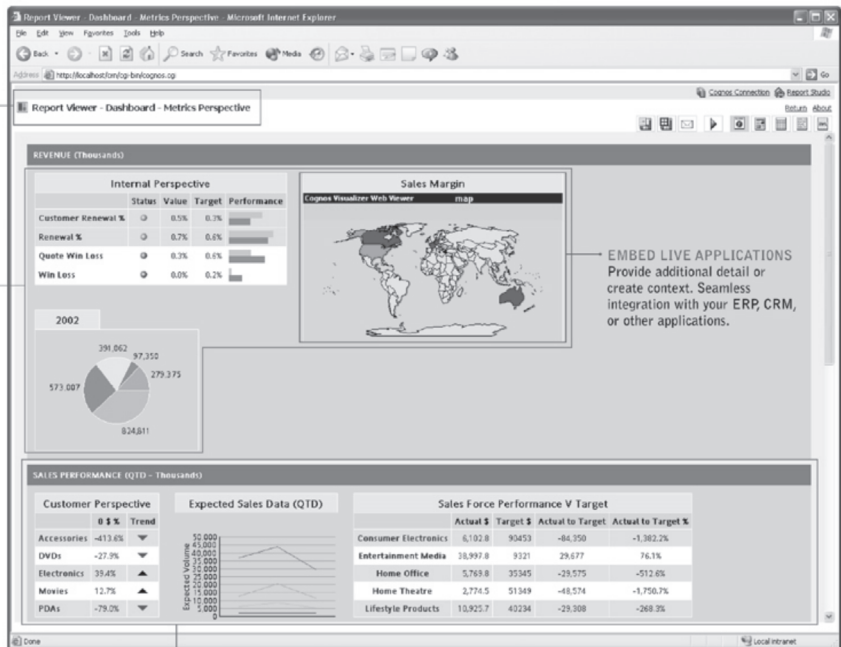 Report Viewer - Dashboard - Metrics Perspective - Microsoft Internet Explorer
File Edit View Favorites Tools Help
Back Search Favorites Media
Address http://localhost/crn/cgi-bin/cognos.cgi Go
Cognos Connection Report Studio
Report Viewer - Dashboard - Metrics Perspective
Return About
REVENUE (Thousands)
Internal Perspective
Status Value Target Performance
Customer Renewal % 0.5% 0.3%
Renewal % 0.7% 0.6%
Quote Win Loss 0.3% 0.6%
Win Loss 0.0% 0.2%
Sales Margin
Cognos Visualizer Web Viewer map
EMBED LIVE APPLICATIONS
Provide additional detail or
create context. Seamless
integration with your ERP, CRM,
or other applications.
2002
391,062
97,350
279,375
573,007
SALES PERFORMANCE (QTD - Thousands)
Customer Perspective
$ % Trend
Accessories -413.6%
DVDs -27.9%
Electronics 39.4%
Movies 12.7%
PDAs -79.0%
Expected Sales Data (QTD)
Expected Volume
50,000
45,000
40,000
35,000
30,000
25,000
20,000
15,000
10,000
5,000
0
Sales Force Performance V Target
Actual $ Target $ Actual to Target Actual to Target %
Consumer Electronics 6,102.8 90453 -84,350 -1,382.2%
Entertainment Media 38,997.8 9321 29,677 76.1%
Home Office 5,769.8 35345 -29,575 -512.6%
Home Theatre 2,774.5 51349 -48,574 -1,750.7%
Lifestyle Products 10,925.7 40234 -29,308 -268.3%
Done Local intranet